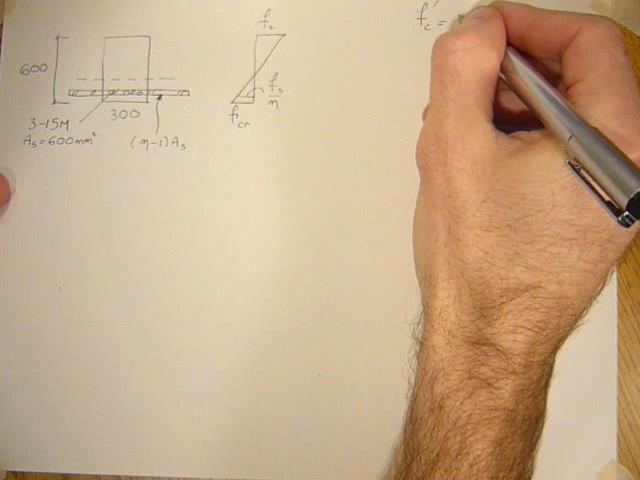 600
300
3-15M
As = 600mm²
(n-1)As
fc
fs/n
fcr
f'c =